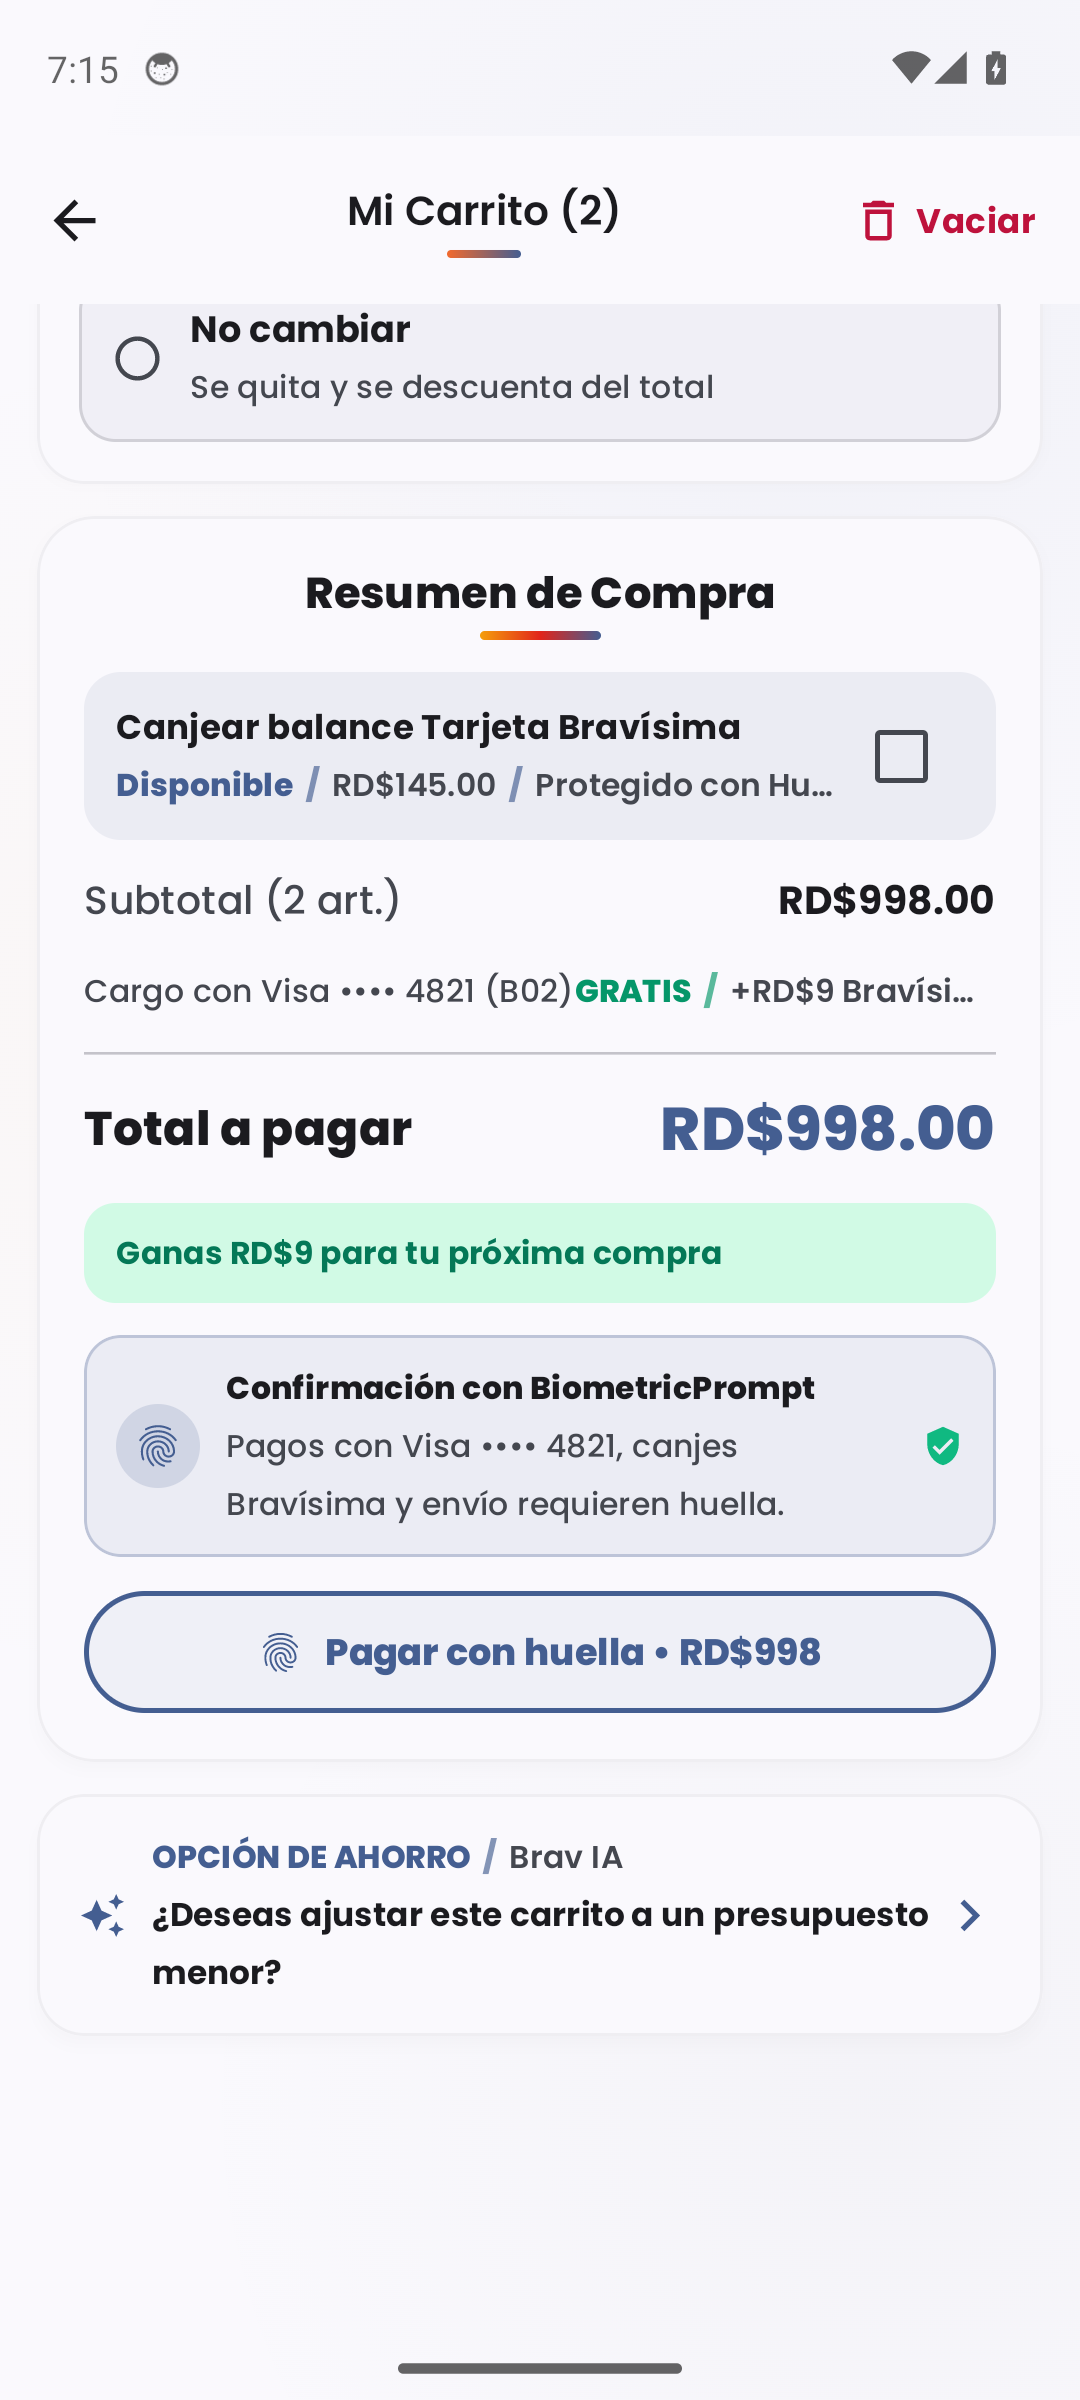 7:15
Mi Carrito (2)
Vaciar
No cambiar
Se quita y se descuenta del total
Resumen de Compra
Canjear balance Tarjeta Bravísima
Disponible / RD$145.00 / Protegido con Hu...
Subtotal (2 art.) RD$998.00
Cargo con Visa •••• 4821 (B02) GRATIS / +RD$9 Bravísi...
Total a pagar RD$998.00
Ganas RD$9 para tu próxima compra
Confirmación con BiometricPrompt
Pagos con Visa •••• 4821, canjes
Bravísima y envío requieren huella.
Pagar con huella • RD$998
OPCIÓN DE AHORRO / Brav IA
¿Deseas ajustar este carrito a un presupuesto
menor?